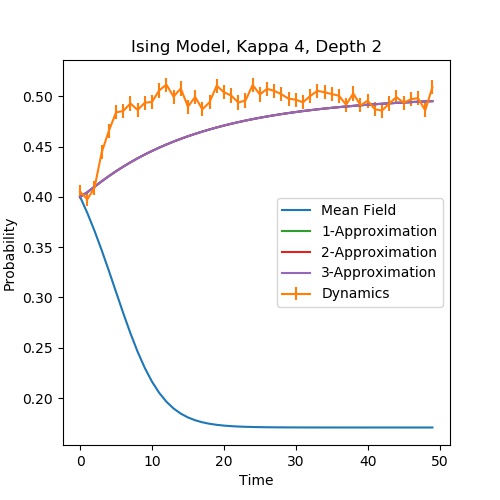 Ising Model, Kappa 4, Depth 2
0.50
0.45
0.40
0.35
0.30
0.25
0.20
Probability
Mean Field
1-Approximation
2-Approximation
3-Approximation
Dynamics
0 10 20 30 40 50
Time